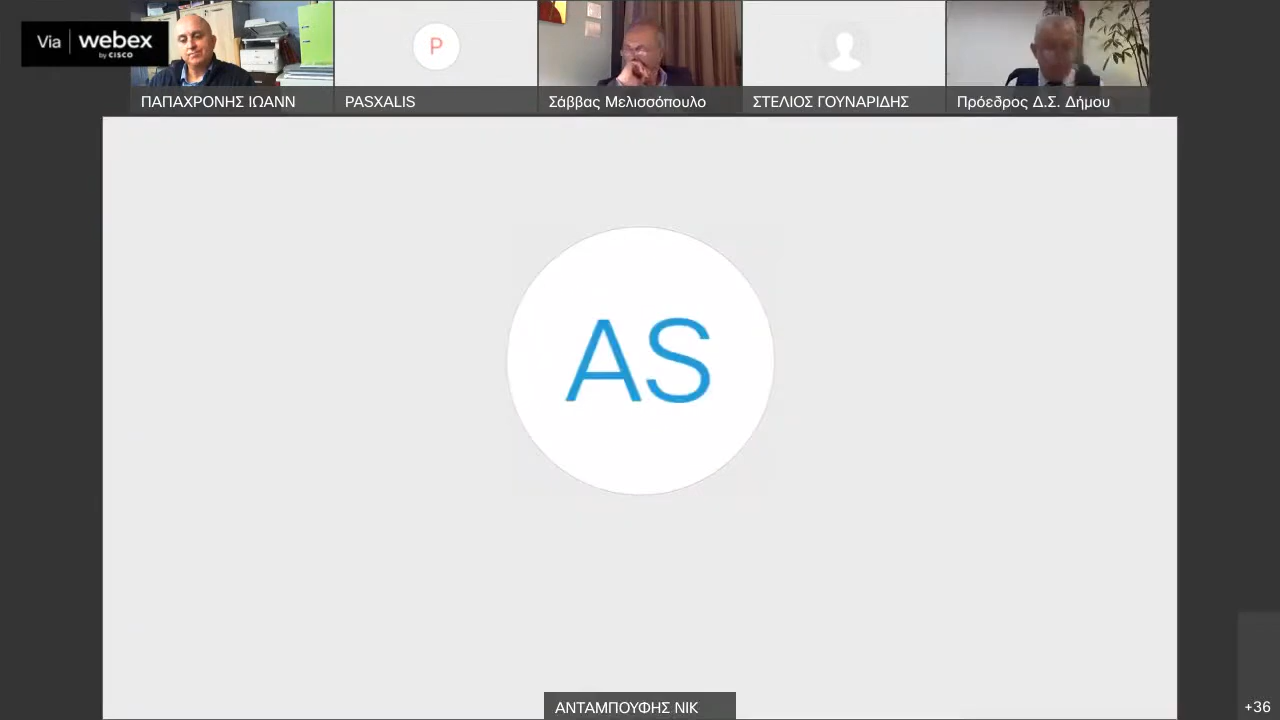 Via webex
by CISCO
P
ΠΑΠΑΧΡΟΝΗΣ ΙΩΑΝΝ
PASXALIS
Σάββας Μελισσόπουλο
ΣΤΕΛΙΟΣ ΓΟΥΝΑΡΙΔΗΣ
Πρόεδρος Δ.Σ. Δήμου
AS
ΑΝΤΑΜΠΟΥΦΗΣ ΝΙΚ
+36